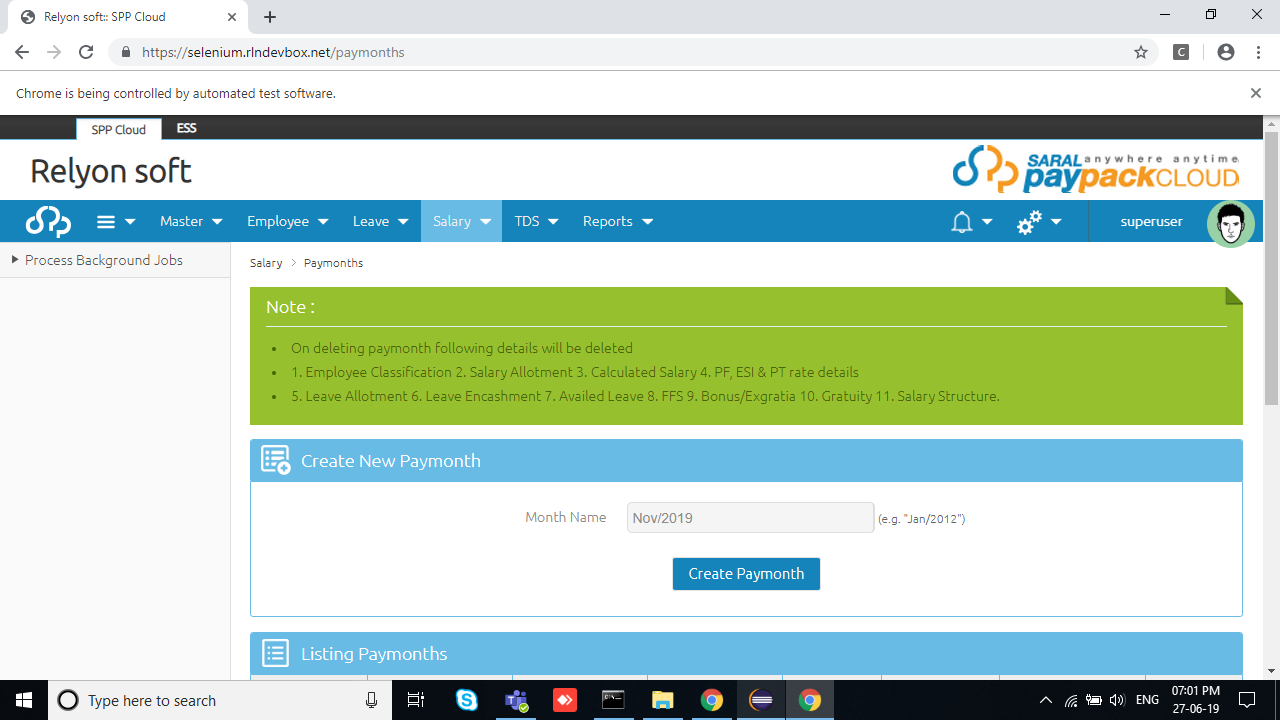 Relyon soft:: SPP Cloud
https://selenium.rlndevbox.net/paymonths
C
Chrome is being controlled by automated test software.
SPP Cloud ESS
Relyon soft
SARAL anywhere anytime
paypackCLOUD
Master Employee Leave Salary TDS Reports superuser
Process Background Jobs
Salary > Paymonths
Note :
• On deleting paymonth following details will be deleted
• 1. Employee Classification 2. Salary Allotment 3. Calculated Salary 4. PF, ESI & PT rate details
• 5. Leave Allotment 6. Leave Encashment 7. Availed Leave 8. FFS 9. Bonus/Exgratia 10. Gratuity 11. Salary Structure.
Create New Paymonth
Month Name Nov/2019 (e.g. "Jan/2012")
Create Paymonth
Listing Paymonths
Type here to search
ENG
07:01 PM
27-06-19